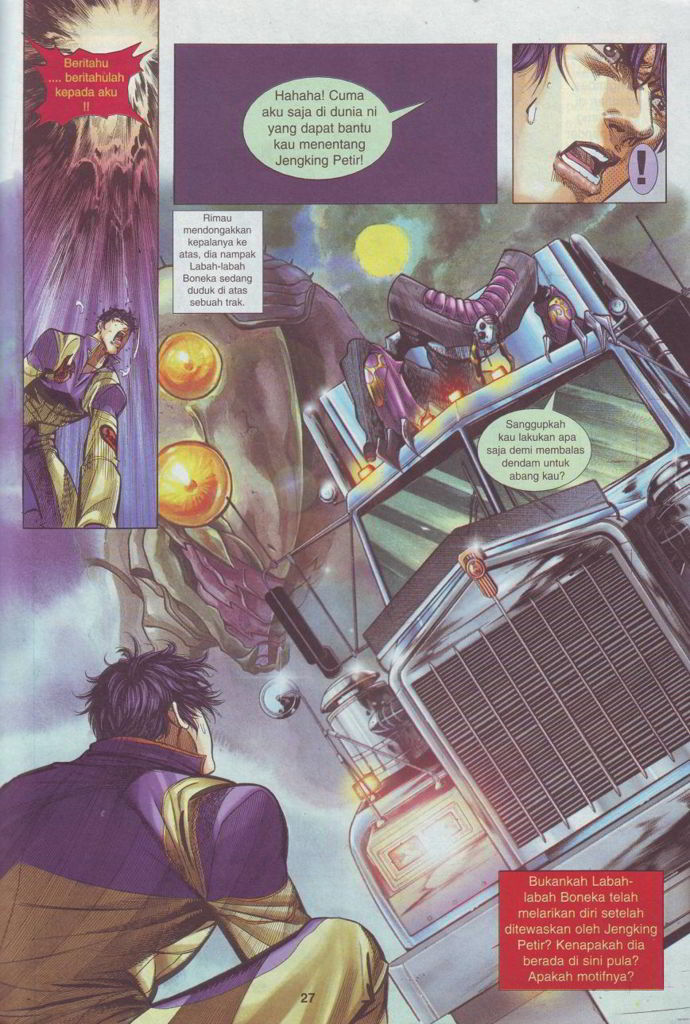 Beritahu
.... beritahulah
kepada aku
!!
Hahaha! Cuma
aku saja di dunia ni
yang dapat bantu
kau menentang
Jengking Petir!
!
Rimau
mendongakkan
kepalanya ke
atas, dia nampak
Labah-labah
Boneka sedang
duduk di atas
sebuah trak.
Sanggupkah
kau lakukan apa
saja demi membalas
dendam untuk
abang kau?
Bukankah Labah-
labah Boneka telah
melarikan diri setelah
ditewaskan oleh Jengking
Petir? Kenapakah dia
berada di sini pula?
Apakah motifnya?
27